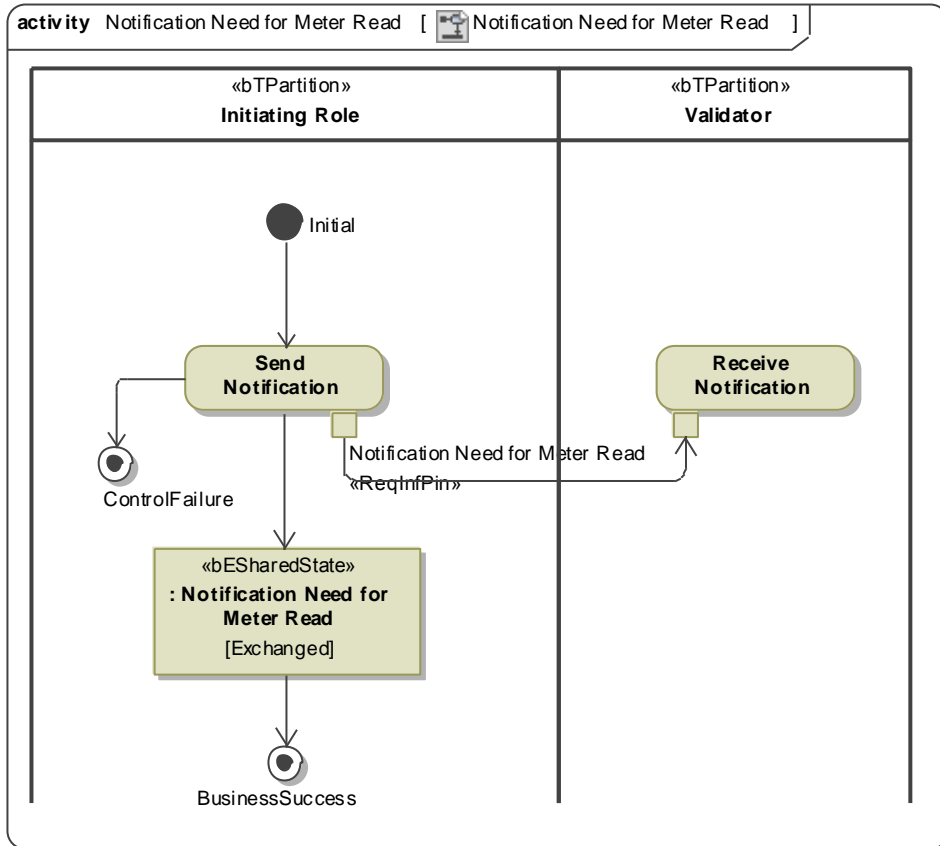 activity Notification Need for Meter Read [ Notification Need for Meter Read ]
«bTPartition»
Initiating Role
«bTPartition»
Validator
Initial
Send
Notification
Receive
Notification
Notification Need for Meter Read
«ReqInfPin»
ControlFailure
«bESharedState»
: Notification Need for
Meter Read
[Exchanged]
BusinessSuccess